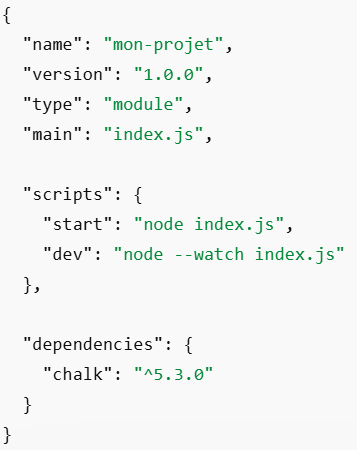 {
  "name": "mon-projet",
  "version": "1.0.0",
  "type": "module",
  "main": "index.js",

  "scripts": {
    "start": "node index.js",
    "dev": "node --watch index.js"
  },

  "dependencies": {
    "chalk": "^5.3.0"
  }
}